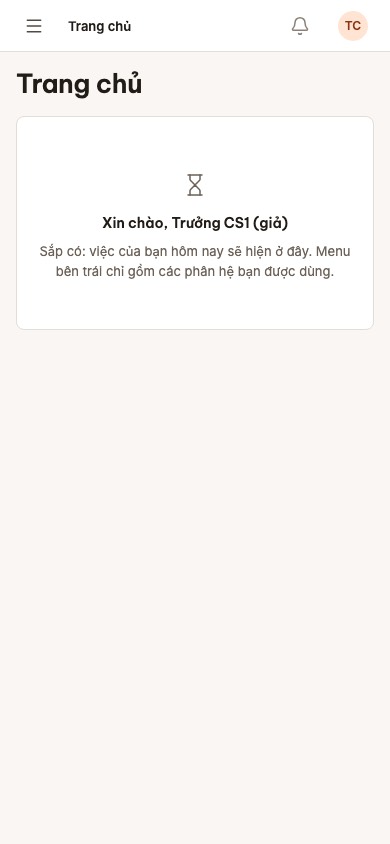 Trang chủ
TC
Trang chủ
Xin chào, Trưởng CS1 (giả)
Sắp có: việc của bạn hôm nay sẽ hiện ở đây. Menu
bên trái chỉ gồm các phân hệ bạn được dùng.